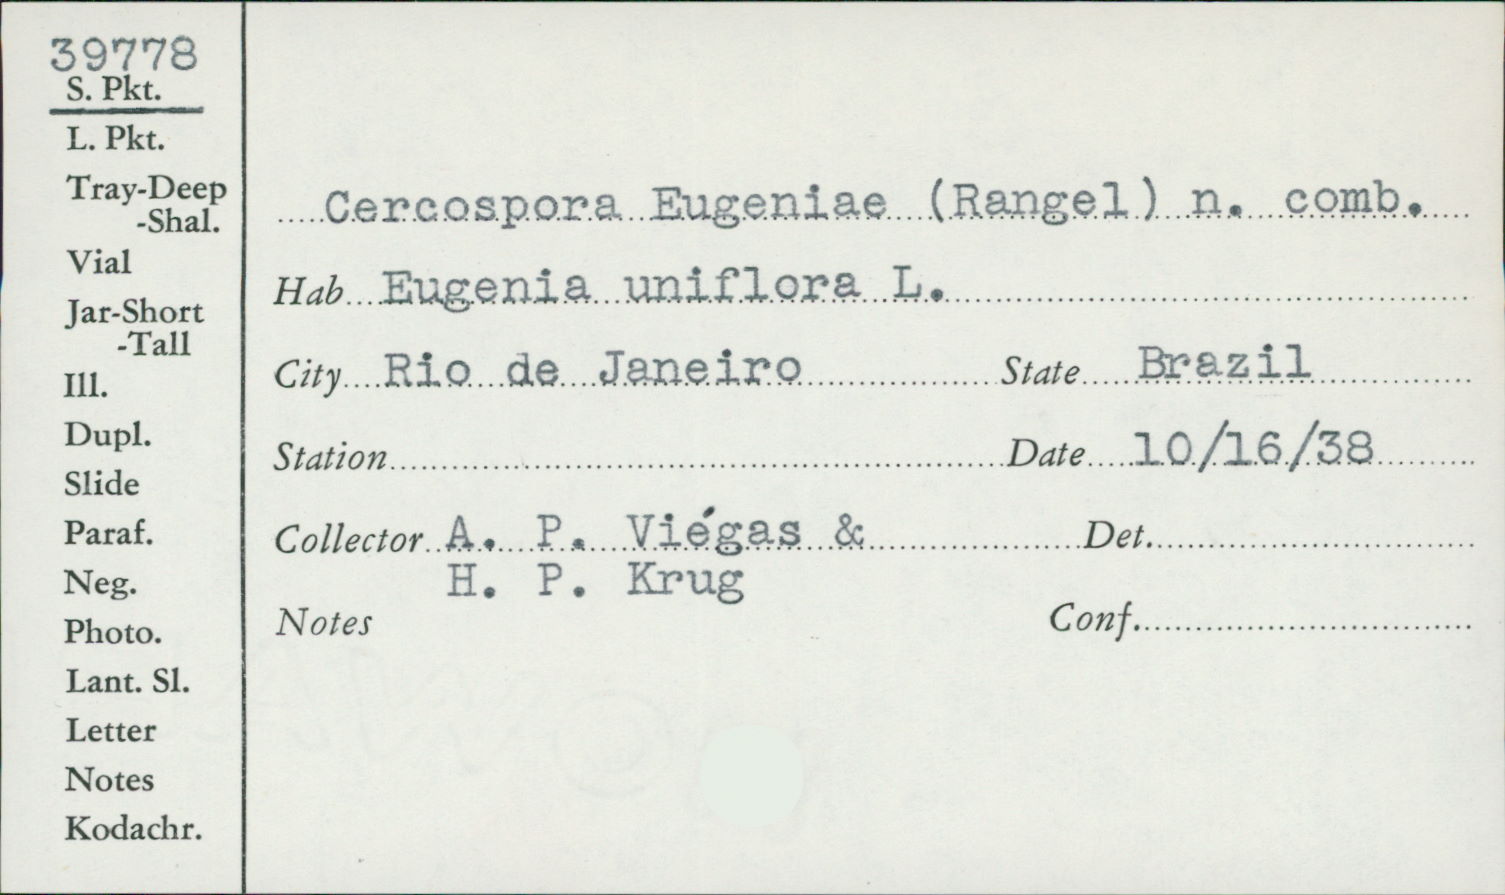 39778
S. Pkt.
L. Pkt.
Tray-Deep
-Shal.
Vial
Jar-Short
-Tall
Ill.
Dupl.
Slide
Paraf.
Neg.
Photo.
Lant. Sl.
Letter
Notes
Kodachr.
Cercospora Eugeniae (Rangel) n. comb.
Hab Eugenia uniflora L.
City Rio de Janeiro State Brazil
Station Date 10/16/38
Collector A. P. Viégas & Det.
H. P. Krug
Notes Conf.